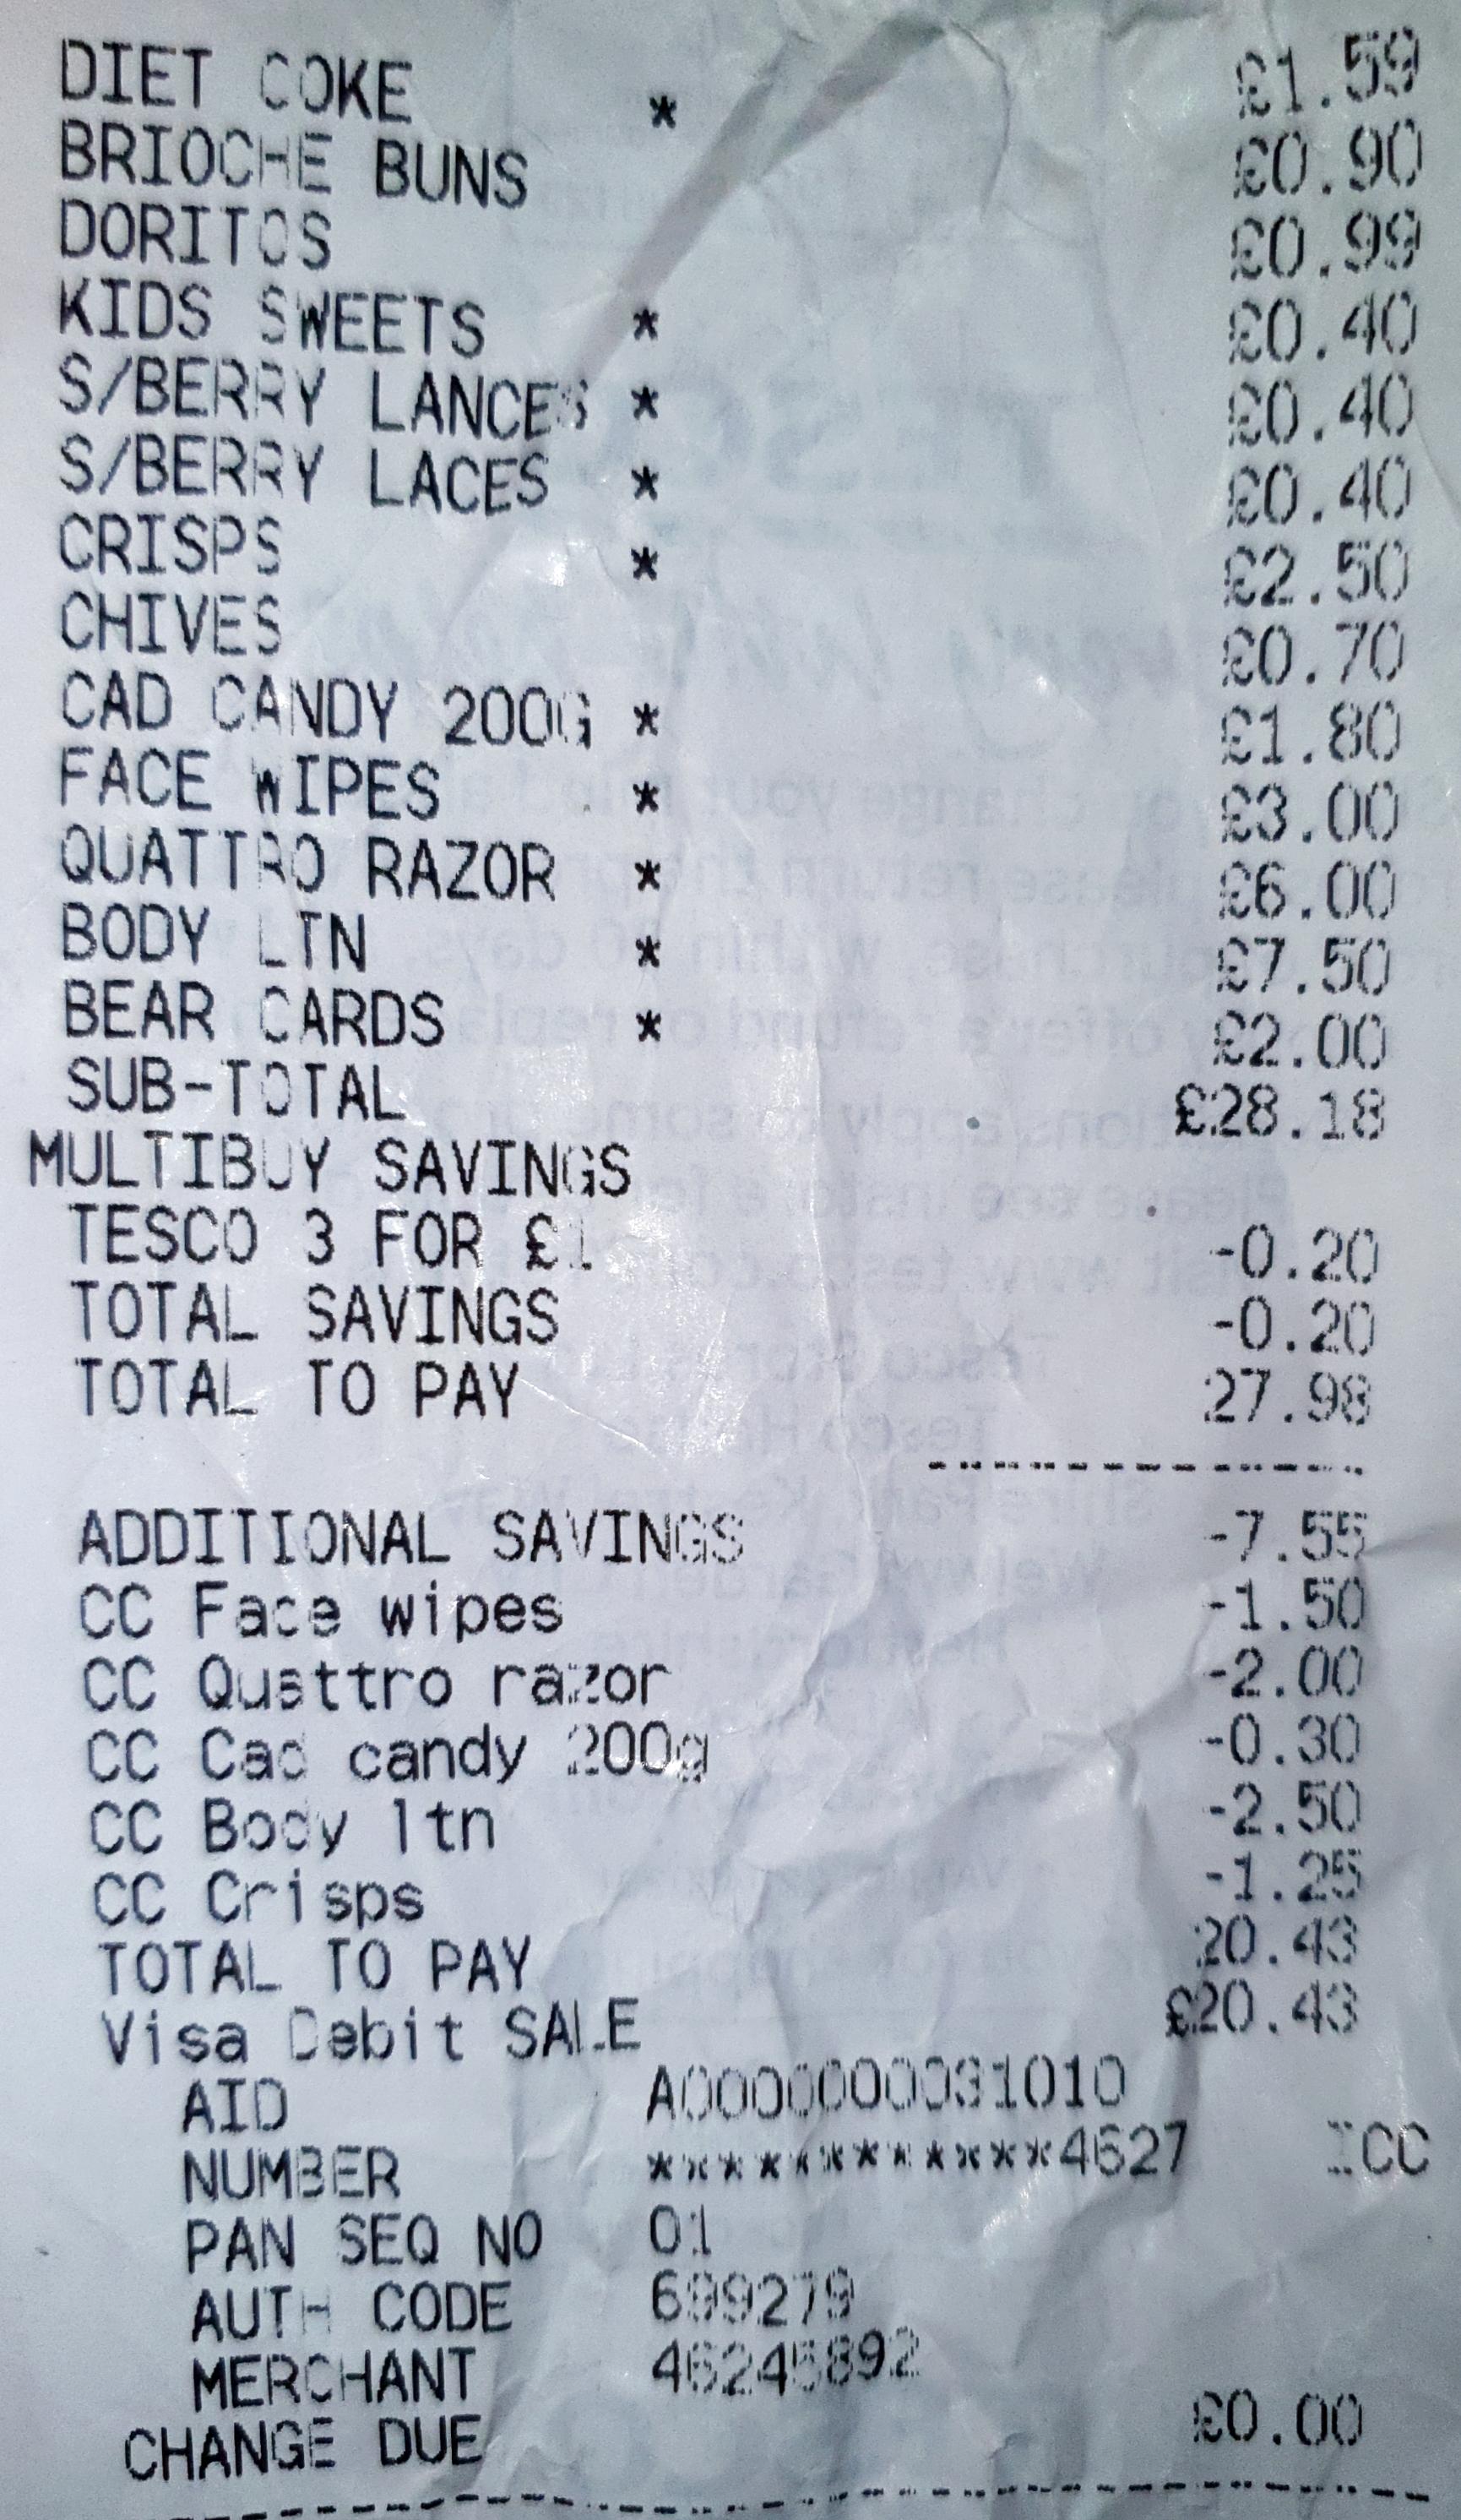 DIET COKE * £1.59
BRIOCHE BUNS £0.90
DORITOS £0.99
KIDS SWEETS * £0.40
S/BERRY LANCES * £0.40
S/BERRY LACES * £0.40
CRISPS * £2.50
CHIVES £0.70
CAD CANDY 200G * £1.80
FACE WIPES * £3.00
QUATTRO RAZOR * £6.00
BODY LTN * £7.50
BEAR CARDS * £2.00
SUB-TOTAL £28.18
MULTIBUY SAVINGS
TESCO 3 FOR £1 -0.20
TOTAL SAVINGS -0.20
TOTAL TO PAY 27.98
ADDITIONAL SAVINGS -7.55
CC Face wipes -1.50
CC Quattro razor -2.00
CC Cad candy 200g -0.30
CC Body ltn -2.50
CC Crisps -1.25
TOTAL TO PAY 20.43
Visa Debit SALE £20.43
AID A0000000031010
NUMBER ************4627 ICC
PAN SEQ NO 01
AUTH CODE 699279
MERCHANT 46245892
CHANGE DUE £0.00